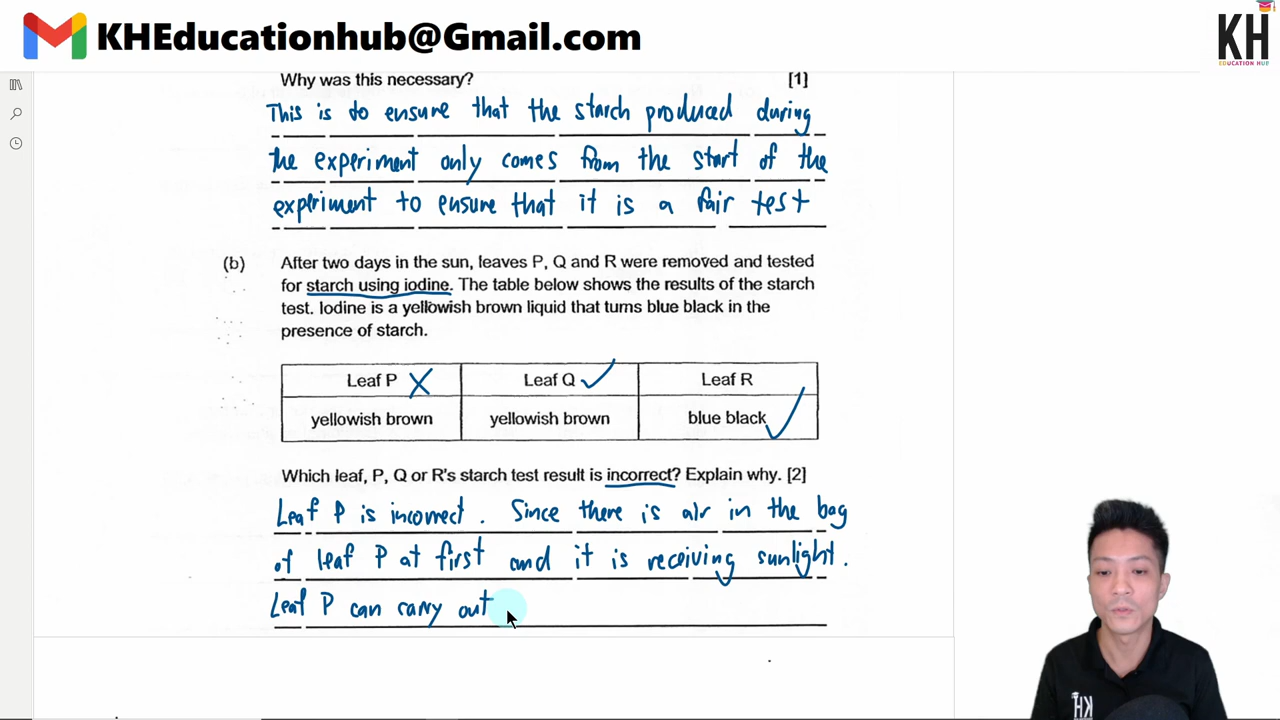 KHEducationhub@Gmail.com
KH
EDUCATION HUB
Why was this necessary? [1]
This is to ensure that the starch produced during
the experiment only comes from the start of the
experiment to ensure that it is a fair test
(b) After two days in the sun, leaves P, Q and R were removed and tested
for starch using iodine. The table below shows the results of the starch
test. Iodine is a yellowish brown liquid that turns blue black in the
presence of starch.
Leaf P Leaf Q Leaf R
yellowish brown yellowish brown blue black
Which leaf, P, Q or R's starch test result is incorrect? Explain why. [2]
Leaf P is incorrect. Since there is air in the bag
of leaf P at first and it is receiving sunlight.
Leaf P can carry out
KH